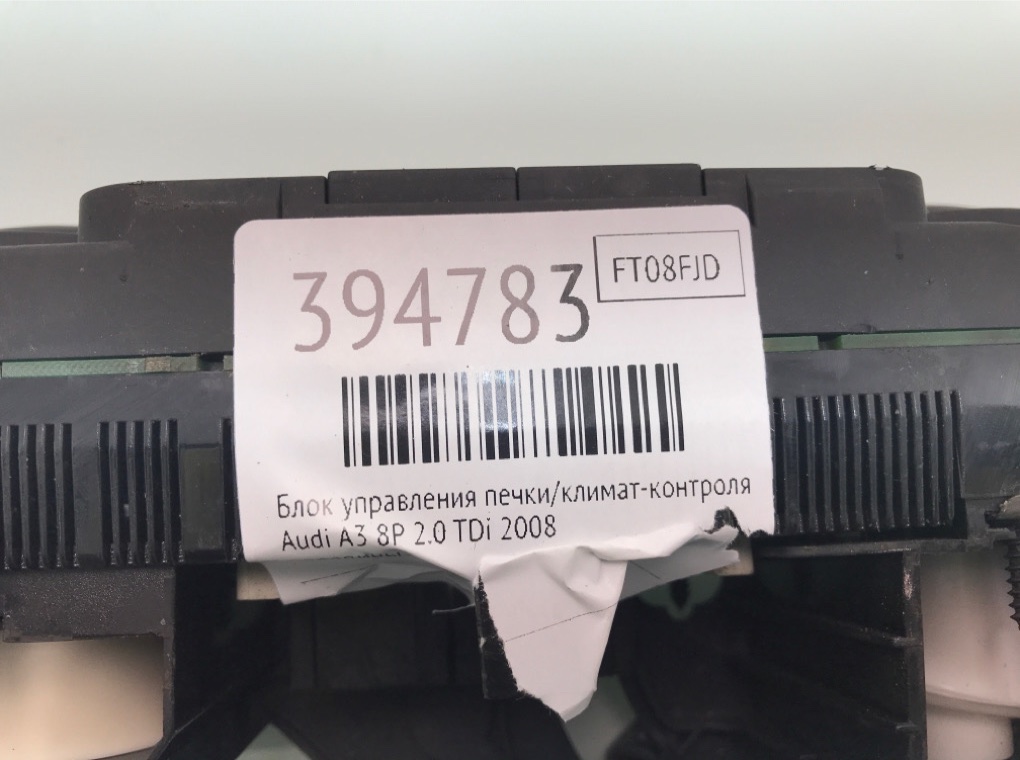 394783
FT08FJD
Блок управления печки/климат-контроля
Audi A3 8P 2.0 TDi 2008